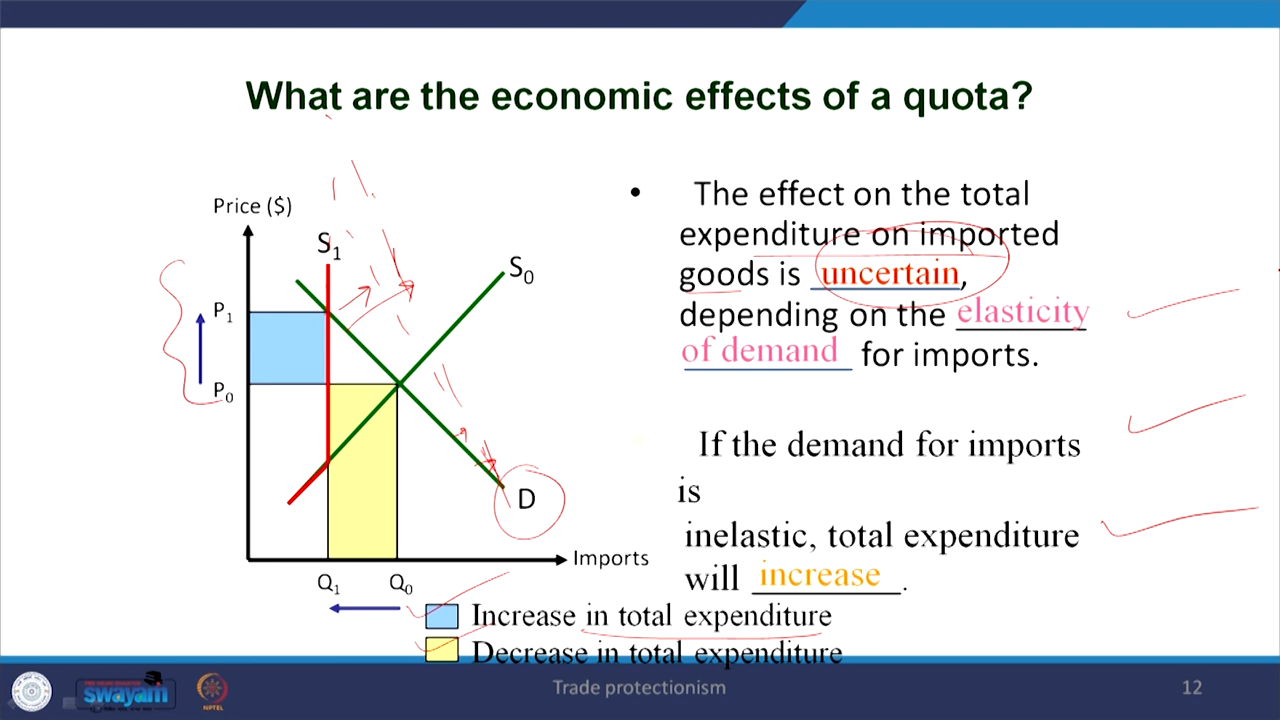 What are the economic effects of a quota?
Price ($)
S1
S0
P1
P0
D
Imports
Q1
Q0
• The effect on the total
expenditure on imported
goods is uncertain,
depending on the elasticity
of demand for imports.
If the demand for imports
is
inelastic, total expenditure
will increase.
Increase in total expenditure
Decrease in total expenditure
swayam
NPTEL
Trade protectionism
12